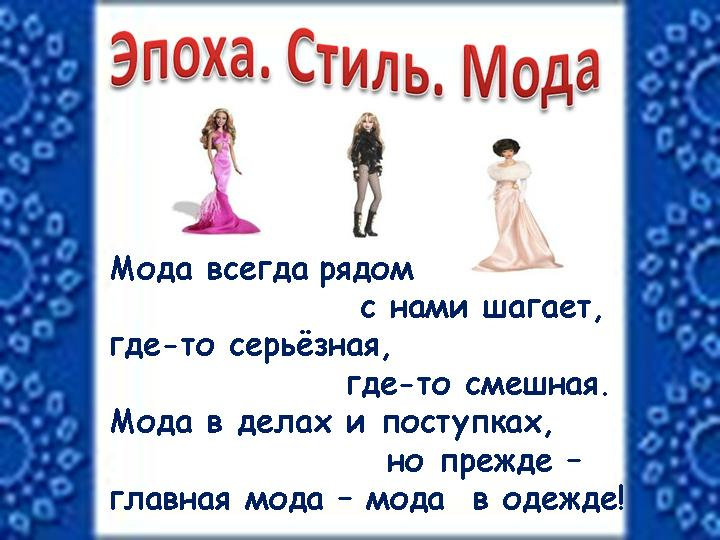 Эпоха. Стиль. Мода
Мода всегда рядом
с нами шагает,
где-то серьёзная,
где-то смешная.
Мода в делах и поступках,
но прежде –
главная мода – мода в одежде!